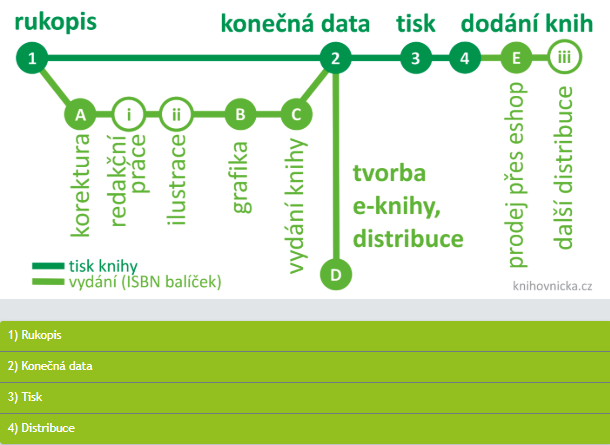 rukopis
konečná data
tisk
dodání knih
1
2
3
4
E
iii
A
i
ii
B
C
korektura
redakční
práce
ilustrace
grafika
vydání knihy
prodej přes eshop
další distribuce
tvorba
e-knihy,
distribuce
D
tisk knihy
vydání (ISBN balíček)
knihovnicka.cz
1) Rukopis
2) Konečná data
3) Tisk
4) Distribuce